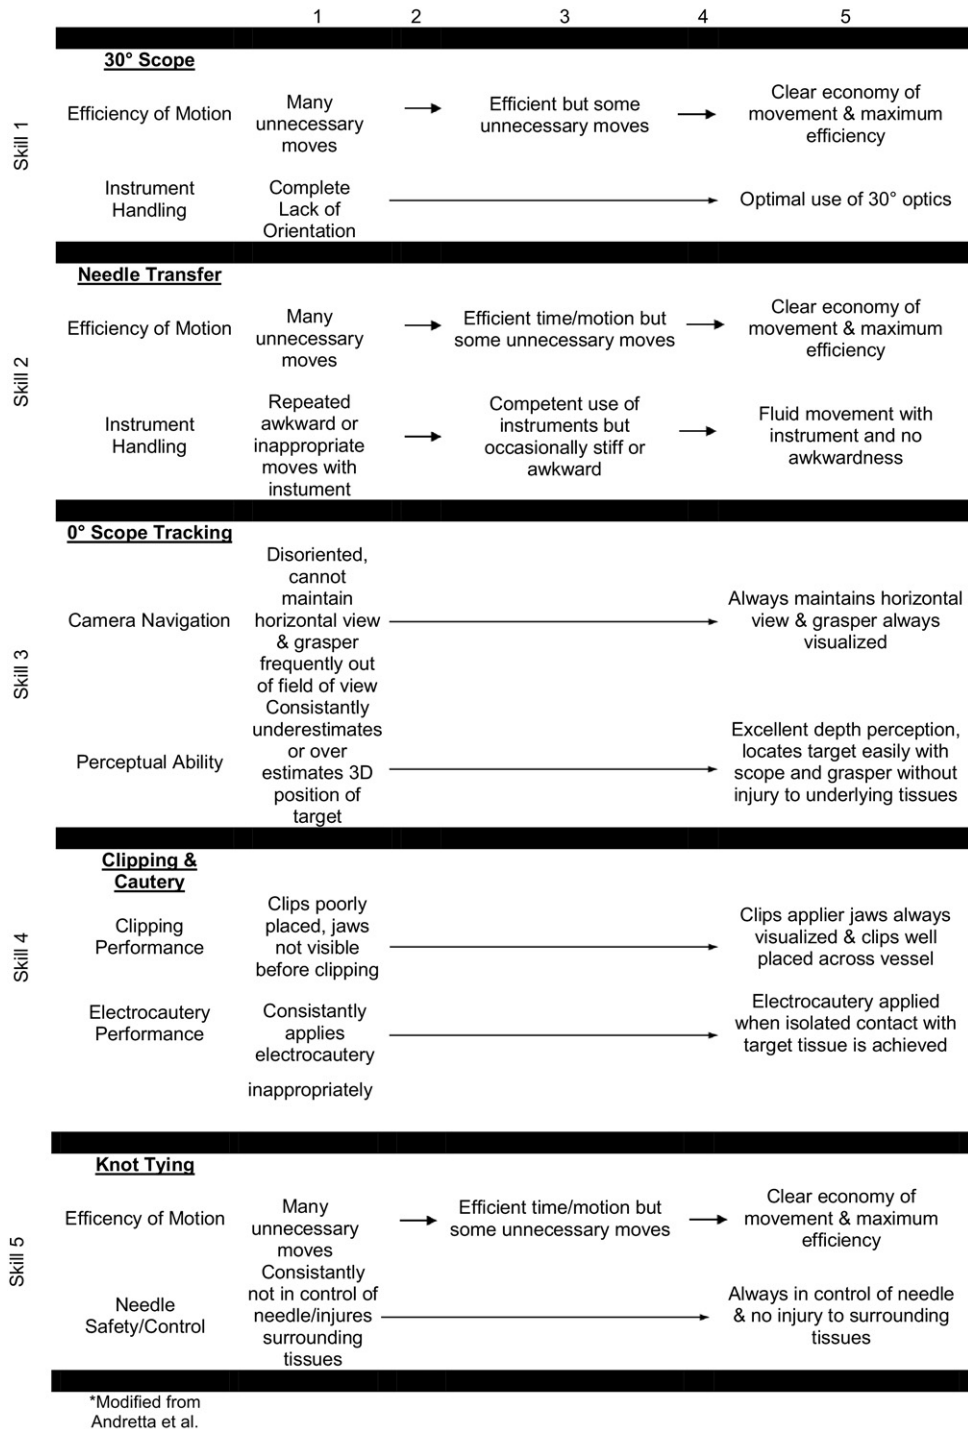 1 2 3 4 5
Skill 1
30° Scope
Efficiency of Motion
Many
unnecessary
moves
Efficient but some
unnecessary moves
Clear economy of
movement & maximum
efficiency
Instrument
Handling
Complete
Lack of
Orientation
Optimal use of 30° optics
Skill 2
Needle Transfer
Efficiency of Motion
Many
unnecessary
moves
Efficient time/motion but
some unnecessary moves
Clear economy of
movement & maximum
efficiency
Instrument
Handling
Repeated
awkward or
inappropriate
moves with
instument
Competent use of
instruments but
occasionally stiff or
awkward
Fluid movement with
instrument and no
awkwardness
Skill 3
0° Scope Tracking
Camera Navigation
Disoriented,
cannot
maintain
horizontal view
& grasper
frequently out
of field of view
Always maintains horizontal
view & grasper always
visualized
Perceptual Ability
Consistantly
underestimates
or over
estimates 3D
position of
target
Excellent depth perception,
locates target easily with
scope and grasper without
injury to underlying tissues
Skill 4
Clipping &
Cautery
Clipping
Performance
Clips poorly
placed, jaws
not visible
before clipping
Clips applier jaws always
visualized & clips well
placed across vessel
Electrocautery
Performance
Consistantly
applies
electrocautery
inappropriately
Electrocautery applied
when isolated contact with
target tissue is achieved
Skill 5
Knot Tying
Efficency of Motion
Many
unnecessary
moves
Efficient time/motion but
some unnecessary moves
Clear economy of
movement & maximum
efficiency
Needle
Safety/Control
Consistantly
not in control of
needle/injures
surrounding
tissues
Always in control of needle
& no injury to surrounding
tissues
*Modified from
Andretta et al.